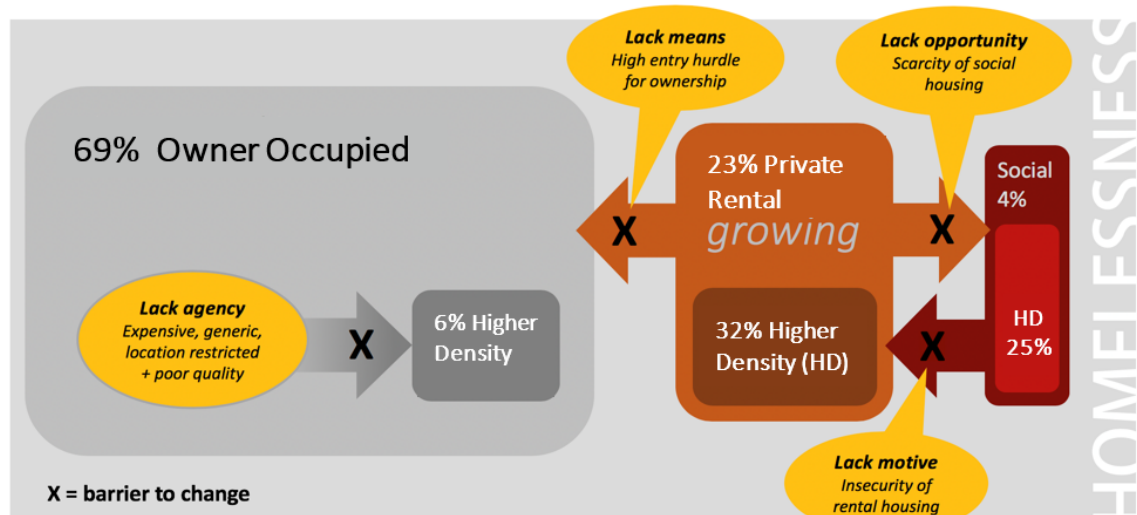 Lack means
High entry hurdle
for ownership
Lack opportunity
Scarcity of social
housing
69% Owner Occupied
23% Private
Rental
growing
Social
4%
X
X
Lack agency
Expensive, generic,
location restricted
+ poor quality
X
6% Higher
Density
32% Higher
Density (HD)
X
HD
25%
Lack motive
Insecurity of
rental housing
X = barrier to change
HOMELESSNESS